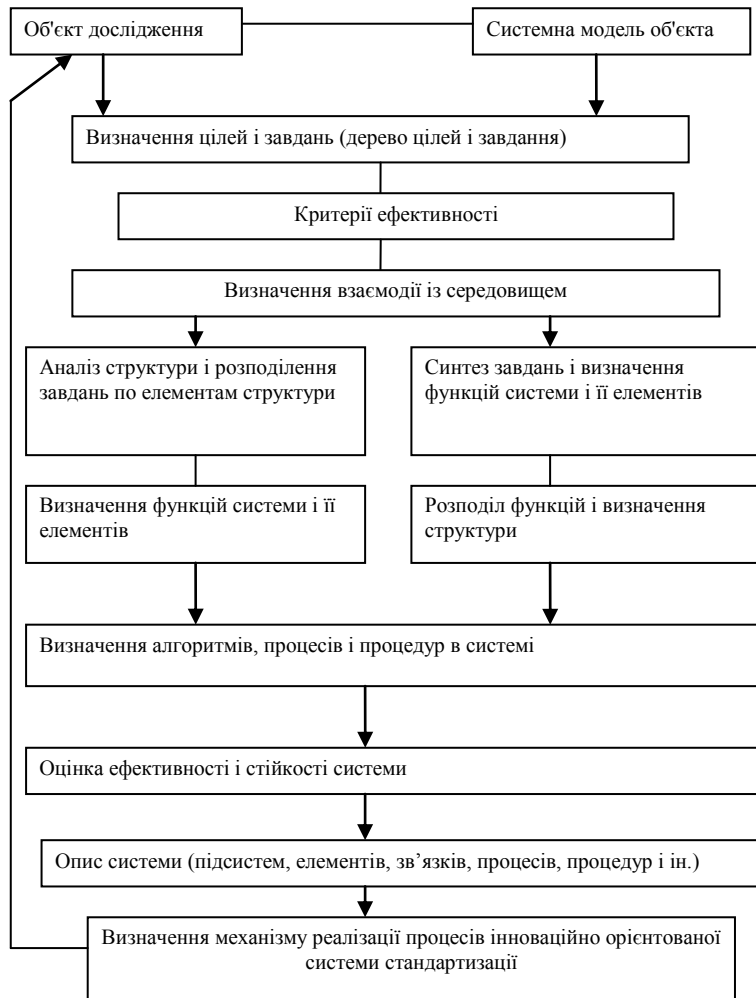 Об'єкт дослідження
Системна модель об'єкта
Визначення цілей і завдань (дерево цілей і завдання)
Критерії ефективності
Визначення взаємодії із середовищем
Аналіз структури і розподілення
завдань по елементам структури
Синтез завдань і визначення
функцій системи і її елементів
Визначення функцій системи і її
елементів
Розподіл функцій і визначення
структури
Визначення алгоритмів, процесів і процедур в системі
Оцінка ефективності і стійкості системи
Опис системи (підсистем, елементів, зв’язків, процесів, процедур і ін.)
Визначення механізму реалізації процесів інноваційно орієнтованої
системи стандартизації